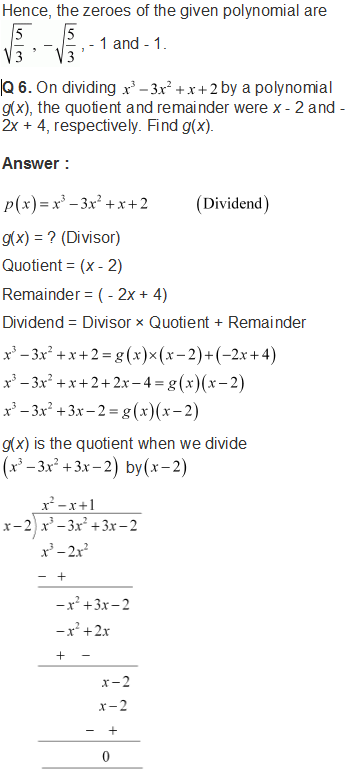 Hence, the zeroes of the given polynomial are
√(5/3) , −√(5/3) , - 1 and - 1.
Q 6. On dividing x³ − 3x² + x + 2 by a polynomial
g(x), the quotient and remainder were x - 2 and -
2x + 4, respectively. Find g(x).
Answer :
p(x) = x³ − 3x² + x + 2 (Dividend)
g(x) = ? (Divisor)
Quotient = (x - 2)
Remainder = ( - 2x + 4)
Dividend = Divisor × Quotient + Remainder
x³ − 3x² + x + 2 = g(x)×(x − 2)+(−2x + 4)
x³ − 3x² + x + 2 + 2x − 4 = g(x)(x − 2)
x³ − 3x² + 3x − 2 = g(x)(x − 2)
g(x) is the quotient when we divide
(x³ − 3x² + 3x − 2) by (x − 2)
x² − x + 1
x − 2) x³ − 3x² + 3x − 2
x³ − 2x²
− +
−x² + 3x − 2
−x² + 2x
+ −
x − 2
x − 2
− +
0